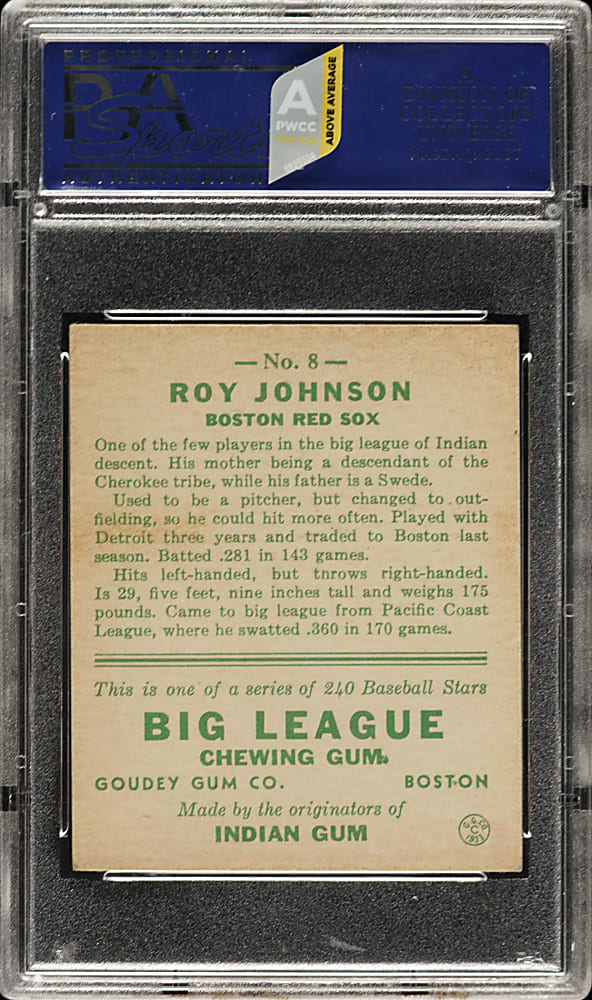 PROFESSIONAL
PSA
Sports
AUTHENTICATOR
A
PWCC
ABOVE AVERAGE
A
DIVISION OF
COLLECTORS
UNIVERSE
NASDAQ: CLCT
— No. 8 —
ROY JOHNSON
BOSTON RED SOX
One of the few players in the big league of Indian
descent. His mother being a descendant of the
Cherokee tribe, while his father is a Swede.
Used to be a pitcher, but changed to out-
fielding, so he could hit more often. Played with
Detroit three years and traded to Boston last
season. Batted .281 in 143 games.
Hits left-handed, but throws right-handed.
Is 29, five feet, nine inches tall and weighs 175
pounds. Came to big league from Pacific Coast
League, where he swatted .360 in 170 games.
This is one of a series of 240 Baseball Stars
BIG LEAGUE
CHEWING GUM
GOUDEY GUM CO. BOSTON
Made by the originators of
INDIAN GUM
G.G.CO.
C
1933